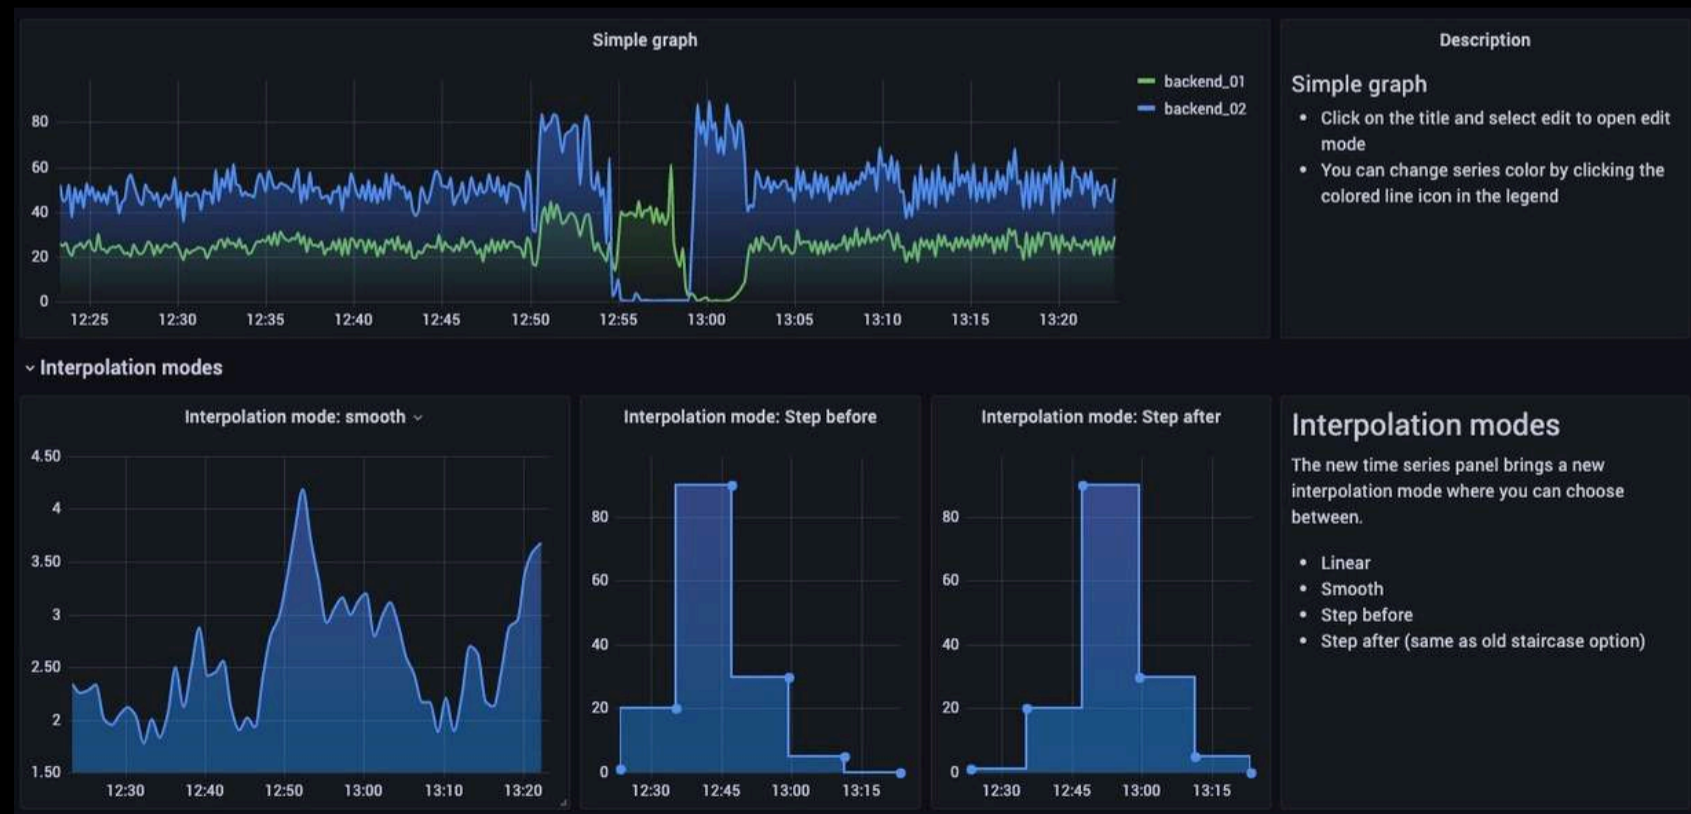 Simple graph
80
60
40
20
0
12:25 12:30 12:35 12:40 12:45 12:50 12:55 13:00 13:05 13:10 13:15 13:20
backend_01
backend_02
Description
Simple graph
• Click on the title and select edit to open edit
mode
• You can change series color by clicking the
colored line icon in the legend
Interpolation modes
Interpolation mode: smooth
4.50
4
3.50
3
2.50
2
1.50
12:30 12:40 12:50 13:00 13:10 13:20
Interpolation mode: Step before
80
60
40
20
0
12:30 12:45 13:00 13:15
Interpolation mode: Step after
80
60
40
20
0
12:30 12:45 13:00 13:15
Interpolation modes
The new time series panel brings a new
interpolation mode where you can choose
between.
• Linear
• Smooth
• Step before
• Step after (same as old staircase option)